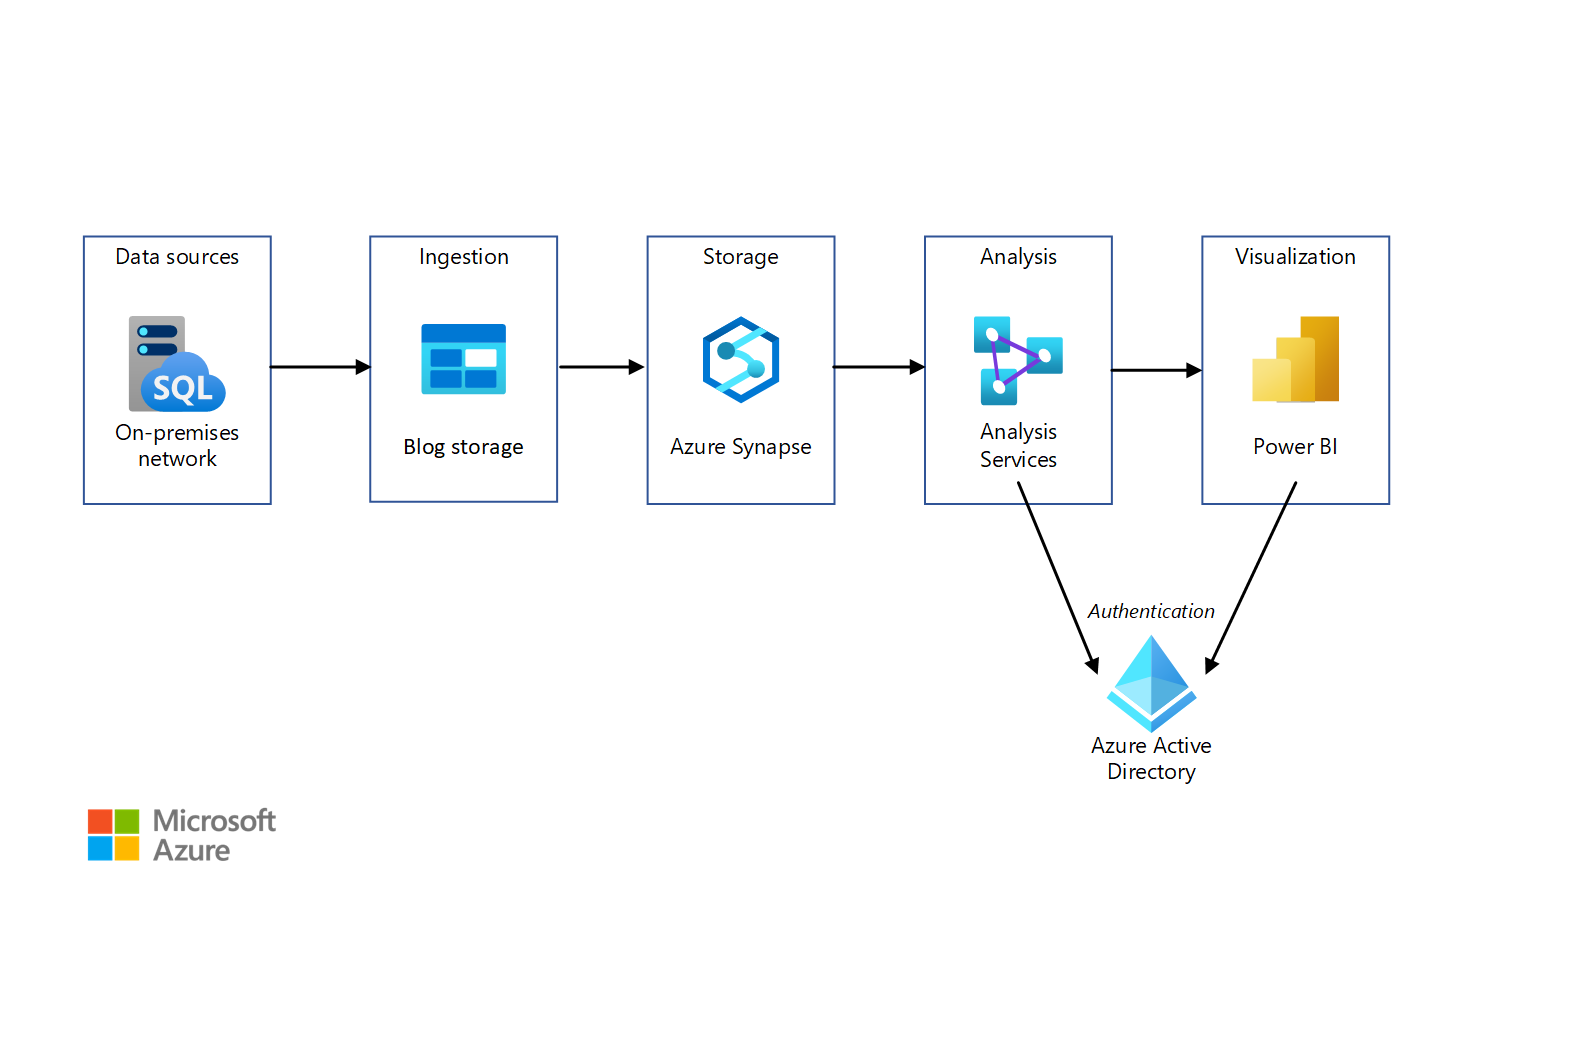 Data sources
Ingestion
Storage
Analysis
Visualization
SQL
On-premises
network
Blog storage
Azure Synapse
Analysis
Services
Power BI
Authentication
Azure Active
Directory
Microsoft
Azure